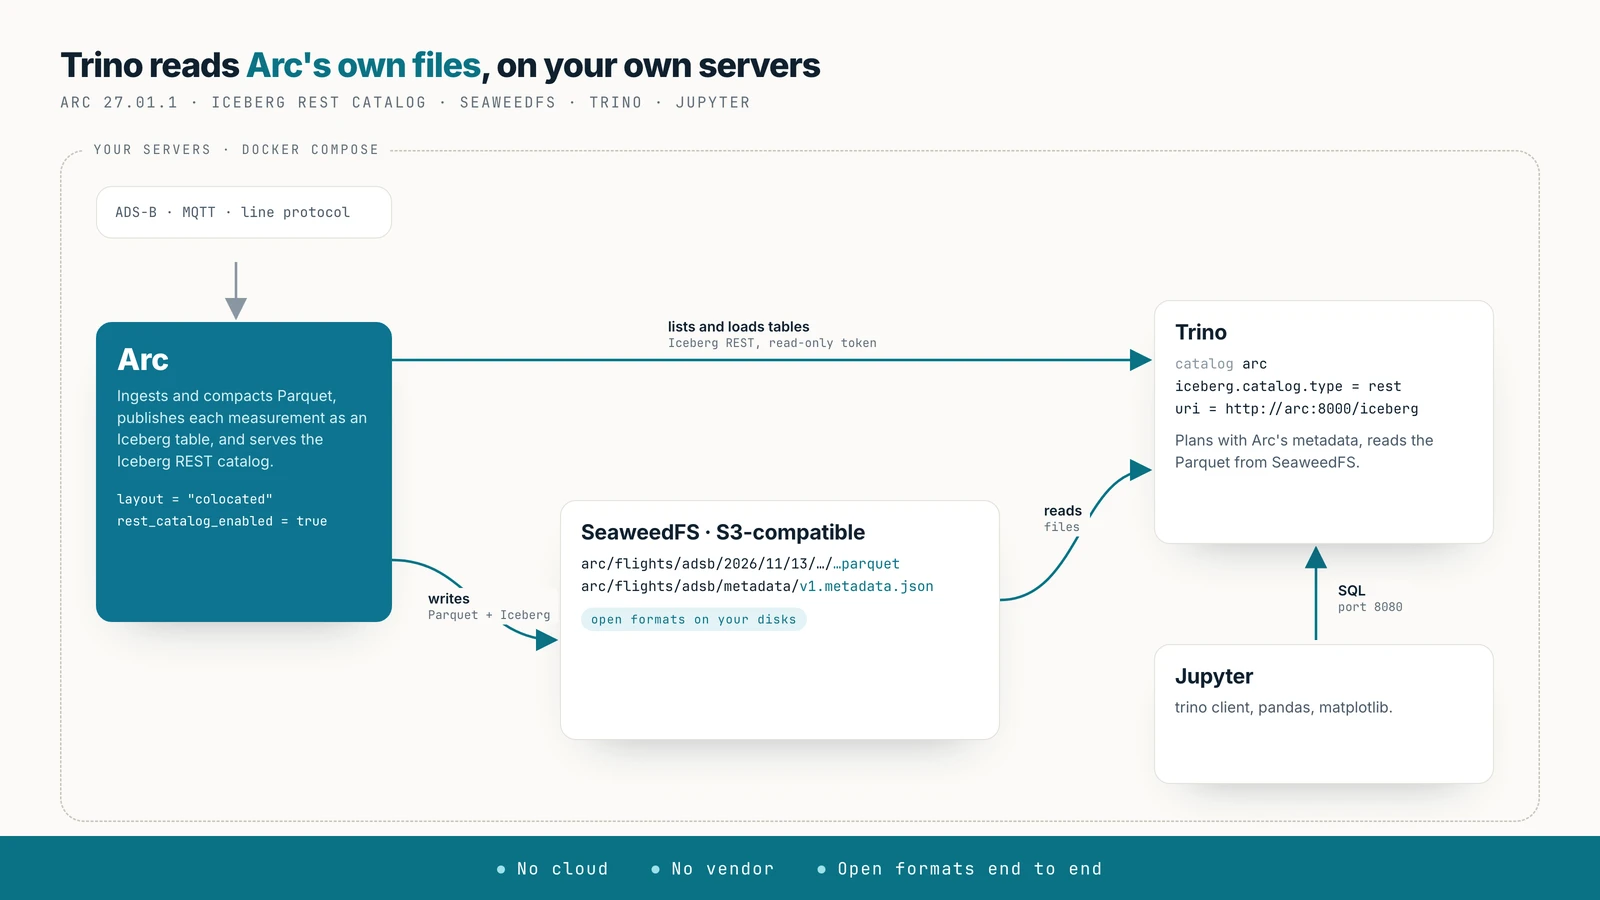 Trino reads Arc's own files, on your own servers
ARC 27.01.1 · ICEBERG REST CATALOG · SEAWEEDFS · TRINO · JUPYTER
YOUR SERVERS · DOCKER COMPOSE
ADS-B · MQTT · line protocol
Arc
Ingests and compacts Parquet,
publishes each measurement as an
Iceberg table, and serves the
Iceberg REST catalog.
layout = "colocated"
rest_catalog_enabled = true
lists and loads tables
Iceberg REST, read-only token
writes
Parquet + Iceberg
SeaweedFS · S3-compatible
arc/flights/adsb/2026/11/13/…/…parquet
arc/flights/adsb/metadata/v1.metadata.json
open formats on your disks
reads
files
Trino
catalog arc
iceberg.catalog.type = rest
uri = http://arc:8000/iceberg
Plans with Arc's metadata, reads the
Parquet from SeaweedFS.
SQL
port 8080
Jupyter
trino client, pandas, matplotlib.
No cloud
No vendor
Open formats end to end